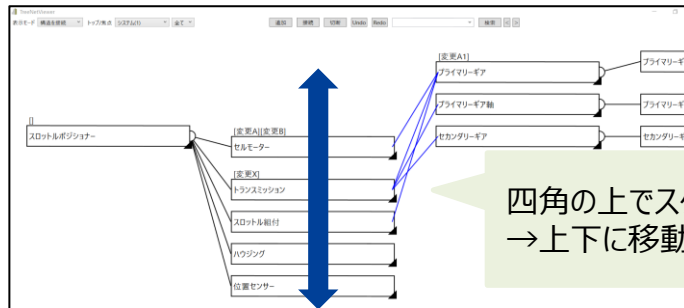 TreeNetViewer
表示モード 構造を接続 トップ/焦点 システム(1) 全て 追加 接続 切断 Undo Redo 検索 < >
[変更A1]
プライマリーギア
プライマリーギ
プライマリーギア軸
プライマリーギ
[]
スロットルポジショナー
[変更A][変更B]
セルモーター
セカンダリーギア
セカンダリーギ
[変更X]
トランスミッション
スロットル組付
ハウジング
位置センサー
四角の上でス
→上下に移動